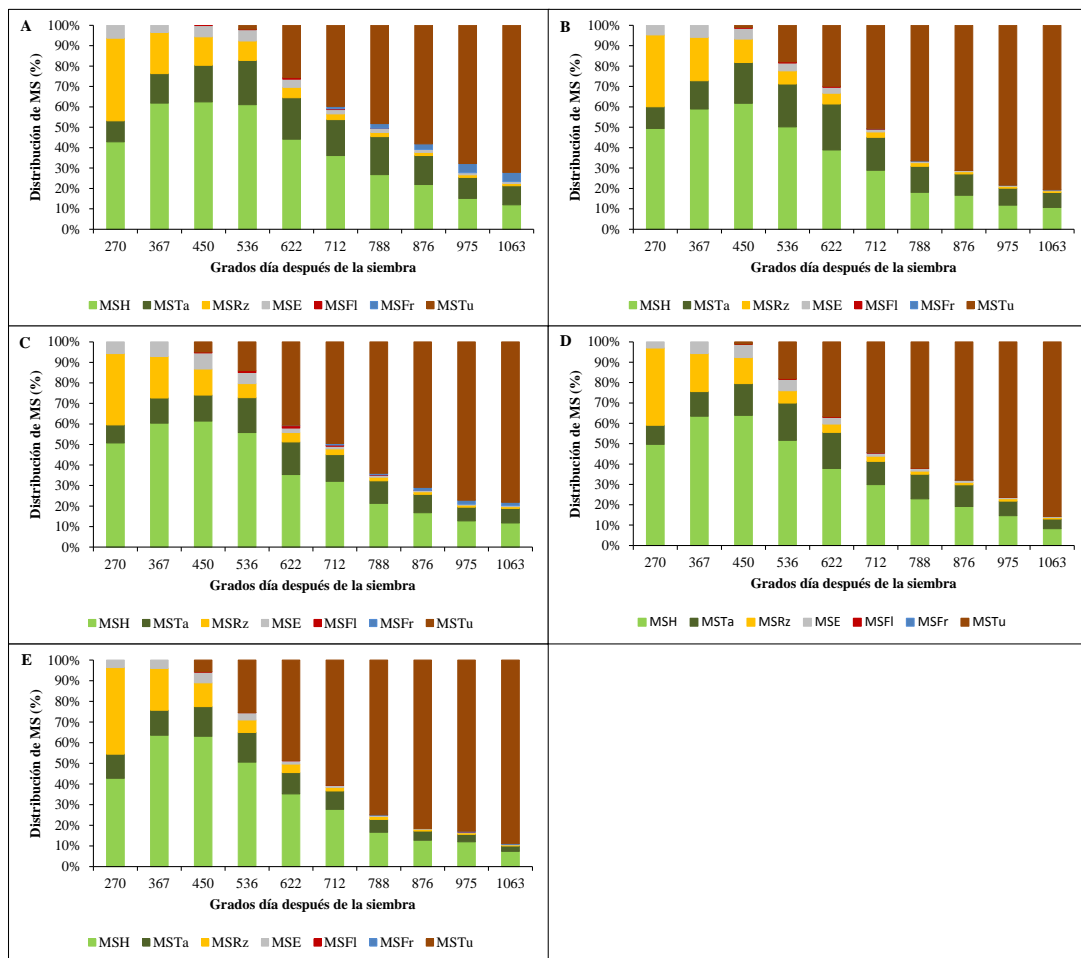 A
Distribución de MS (%)
100%
90%
80%
70%
60%
50%
40%
30%
20%
10%
0%
270 367 450 536 622 712 788 876 975 1063
Grados día después de la siembra
MSH MSTa MSRz MSE MSFl MSFr MSTu
B
Distribución de MS (%)
100%
90%
80%
70%
60%
50%
40%
30%
20%
10%
0%
270 367 450 536 622 712 788 876 975 1063
Grados día después de la siembra
MSH MSTa MSRz MSE MSFl MSFr MSTu
C
Distribución de MS (%)
100%
90%
80%
70%
60%
50%
40%
30%
20%
10%
0%
270 367 450 536 622 712 788 876 975 1063
Grados día después de la siembra
MSH MSTa MSRz MSE MSFl MSFr MSTu
D
Distribución de MS (%)
100%
90%
80%
70%
60%
50%
40%
30%
20%
10%
0%
270 367 450 536 622 712 788 876 975 1063
Grados día después de la siembra
MSH MSTa MSRz MSE MSFl MSFr MSTu
E
Distribución de MS (%)
100%
90%
80%
70%
60%
50%
40%
30%
20%
10%
0%
270 367 450 536 622 712 788 876 975 1063
Grados día después de la siembra
MSH MSTa MSRz MSE MSFl MSFr MSTu